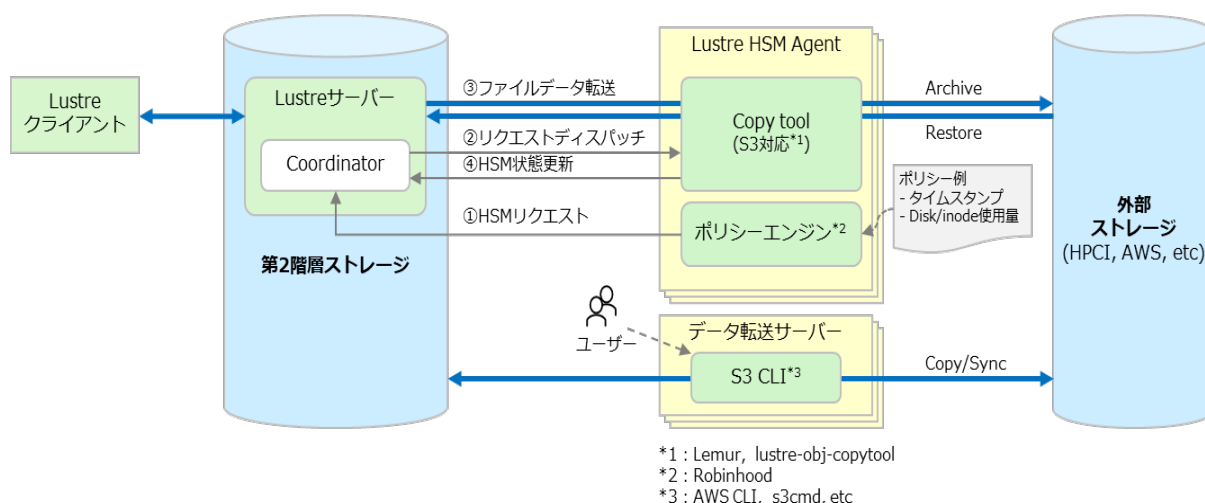 Lustre HSM Agent
Lustre
クライアント
Lustreサーバー
Coordinator
第2階層ストレージ
③ファイルデータ転送
②リクエストディスパッチ
④HSM状態更新
①HSMリクエスト
Copy tool
(S3対応*1)
ポリシーエンジン*2
Archive
Restore
ポリシー例
- タイムスタンプ
- Disk/inode使用量
外部
ストレージ
(HPCI, AWS, etc)
ユーザー
データ転送サーバー
S3 CLI*3
Copy/Sync
*1 : Lemur, lustre-obj-copytool
*2 : Robinhood
*3 : AWS CLI, s3cmd, etc